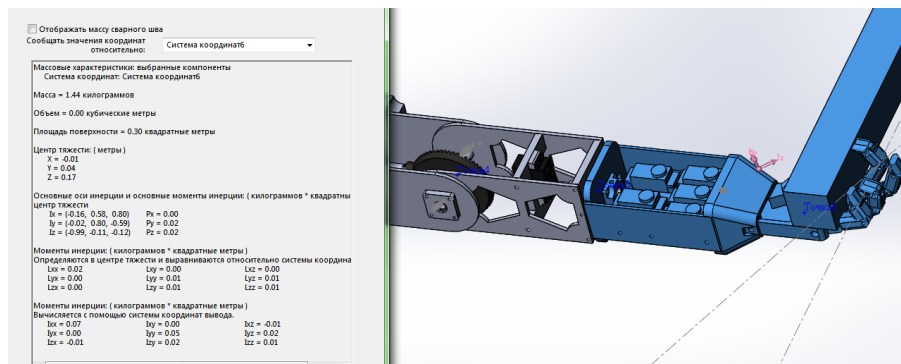 Отображать массу сварного шва
Сообщать значения координат
относительно:
Система координат6
Массовые характеристики: выбранные компоненты
Система координат: Система координат6
Масса = 1.44 килограммов
Объем = 0.00 кубические метры
Площадь поверхности = 0.30 квадратные метры
Центр тяжести: ( метры )
X = -0.01
Y = 0.04
Z = 0.17
Основные оси инерции и основные моменты инерции: ( килограммов * квадратны
центр тяжести
Ix = (-0.16, 0.58, 0.80) Px = 0.00
Iy = (-0.02, 0.80, -0.59) Py = 0.02
Iz = (-0.99, -0.11, -0.12) Pz = 0.02
Моменты инерции: ( килограммов * квадратные метры )
Определяются в центре тяжести и выравниваются относительно системы координа
Lxx = 0.02 Lxy = 0.00 Lxz = 0.00
Lyx = 0.00 Lyy = 0.01 Lyz = 0.01
Lzx = 0.00 Lzy = 0.01 Lzz = 0.01
Моменты инерции: ( килограммов * квадратные метры )
Вычисляется с помощью системы координат вывода.
Ixx = 0.07 Ixy = 0.00 Ixz = -0.01
Iyx = 0.00 Iyy = 0.05 Iyz = 0.02
Izx = -0.01 Izy = 0.02 Izz = 0.01